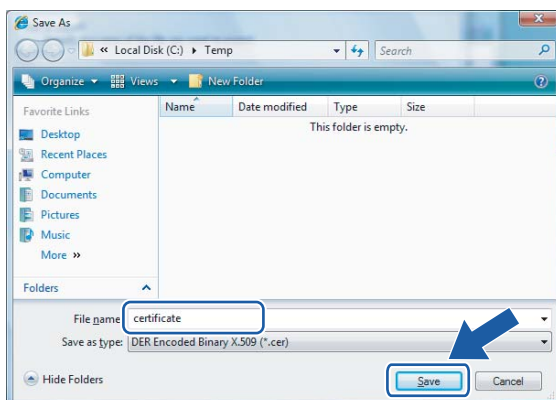 Save As
« Local Disk (C:) ▸ Temp
Search
Organize
Views
New Folder
Favorite Links
Name
Date modified
Type
Size
This folder is empty.
Desktop
Recent Places
Computer
Documents
Pictures
Music
More »
Folders
File name:
certificate
Save as type:
DER Encoded Binary X.509 (*.cer)
Hide Folders
Save
Cancel